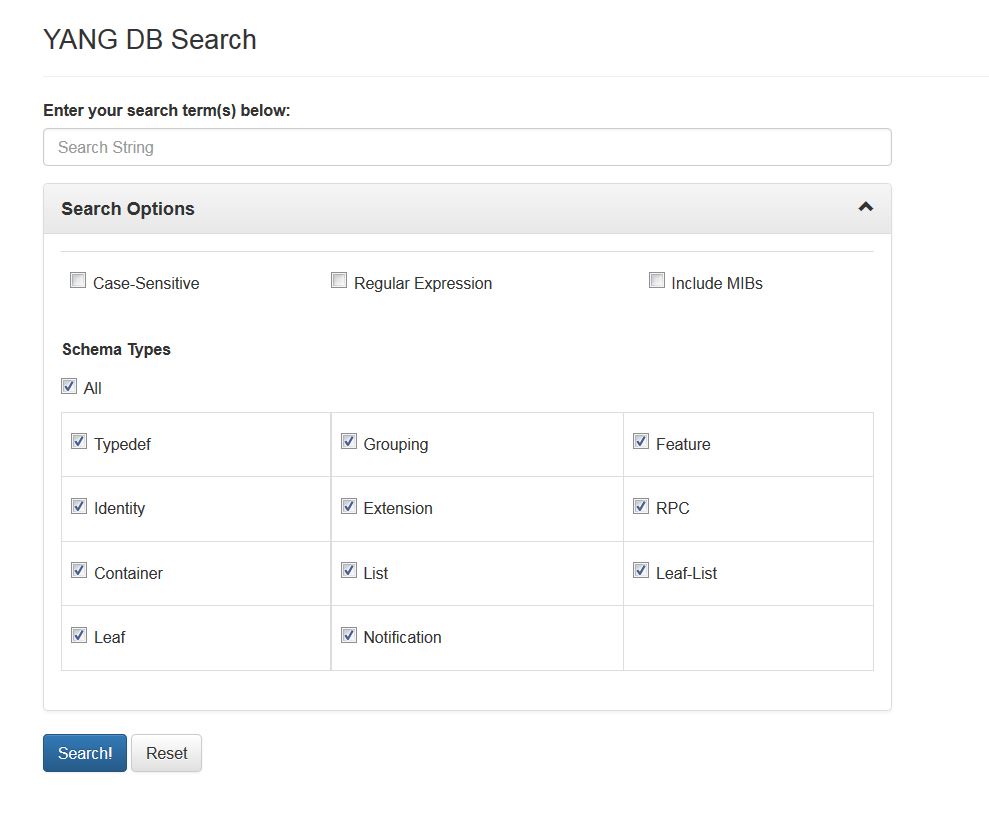 YANG DB Search
Enter your search term(s) below:
Search String
Search Options
Case-Sensitive Regular Expression Include MIBs
Schema Types
All
Typedef Grouping Feature
Identity Extension RPC
Container List Leaf-List
Leaf Notification
Search! Reset